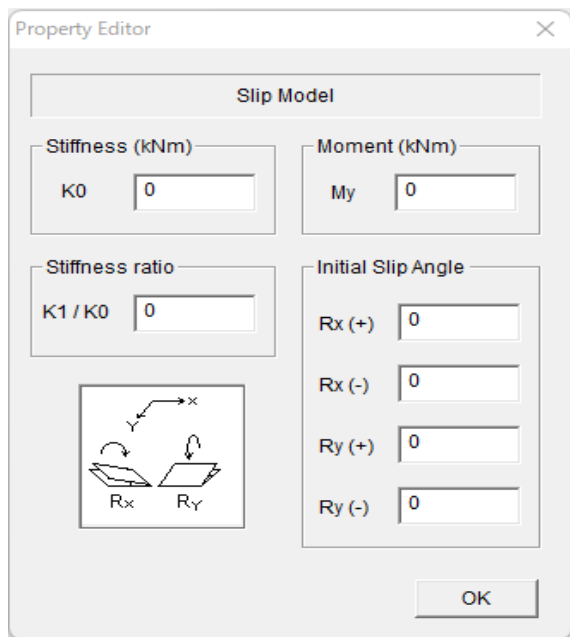 Property Editor
Slip Model
Stiffness (kNm)
K0 0
Moment (kNm)
My 0
Stiffness ratio
K1 / K0 0
Initial Slip Angle
Rx (+) 0
Rx (-) 0
Ry (+) 0
Ry (-) 0
X
Y
Rx RY
OK